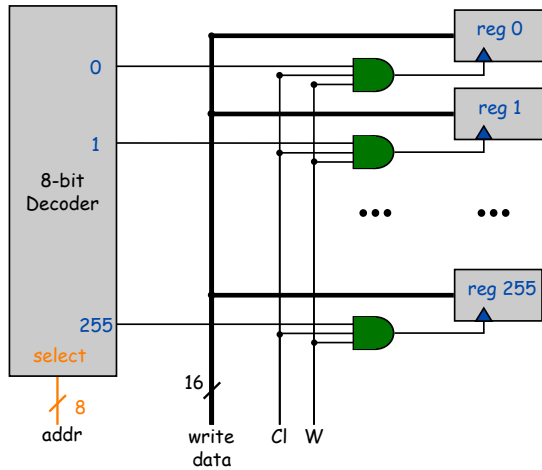 reg 0
0
reg 1
1
8-bit
Decoder
••• •••
reg 255
255
select
16
8
addr
write
data
Cl
W